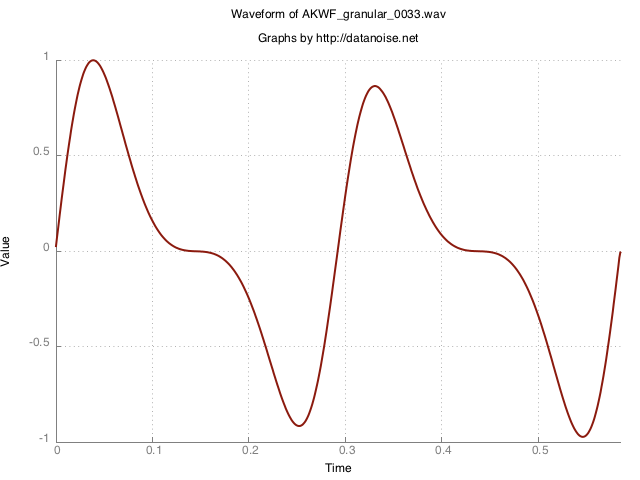 Waveform of AKWF_granular_0033.wav
Graphs by http://datanoise.net
1
0.5
0
-0.5
-1
Value
0 0.1 0.2 0.3 0.4 0.5
Time